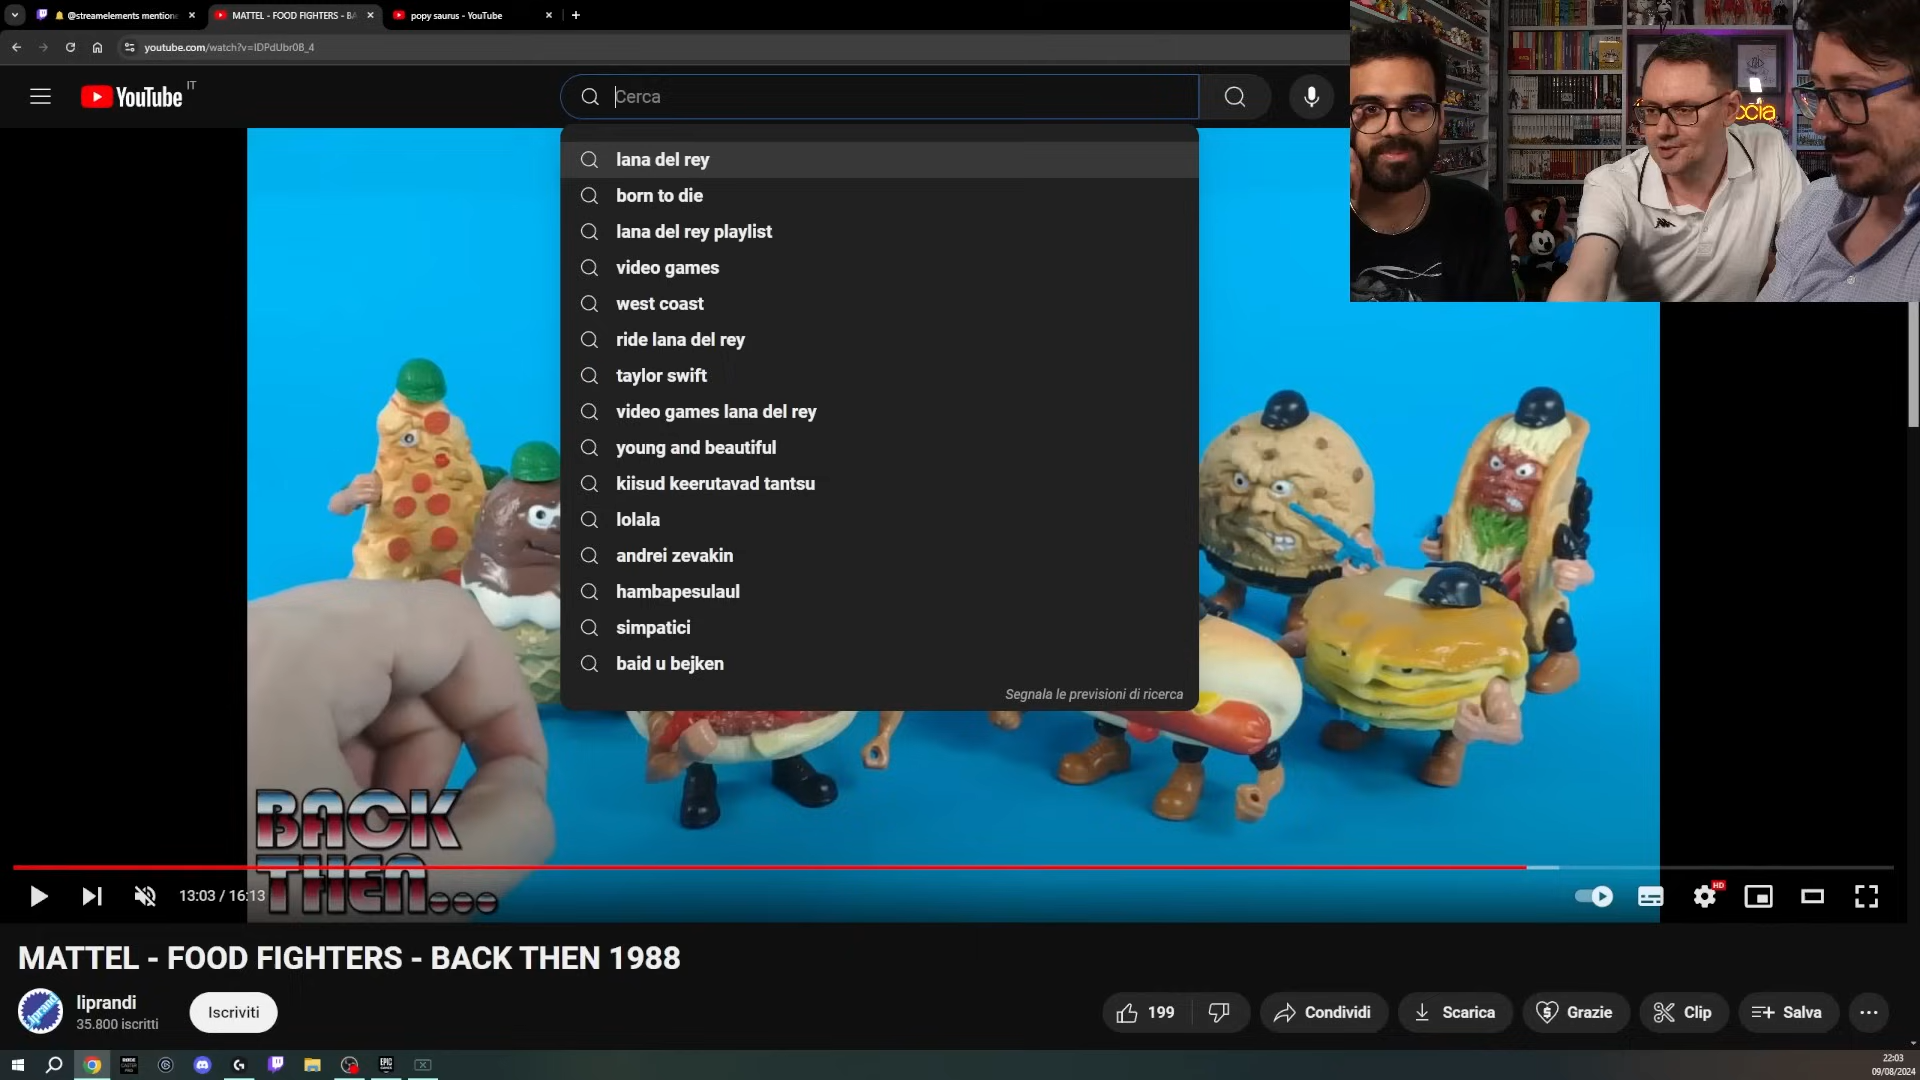 @streamelements mention
MATTEL - FOOD FIGHTERS - BA
popy saurus - YouTube
youtube.com/watch?v=IDPdUbr0B_4
YouTube IT
Cerca
lana del rey
born to die
lana del rey playlist
video games
west coast
ride lana del rey
taylor swift
video games lana del rey
young and beautiful
kiisud keerutavad tantsu
lolala
andrei zevakin
hambapesulaul
simpatici
baid u bejken
Segnala le previsioni di ricerca
BACK
THEN...
13:03 / 16:13
HD
MATTEL - FOOD FIGHTERS - BACK THEN 1988
liprandi
35.800 iscritti
Iscriviti
199
Condividi
Scarica
Grazie
Clip
Salva
22:03
09/08/2024